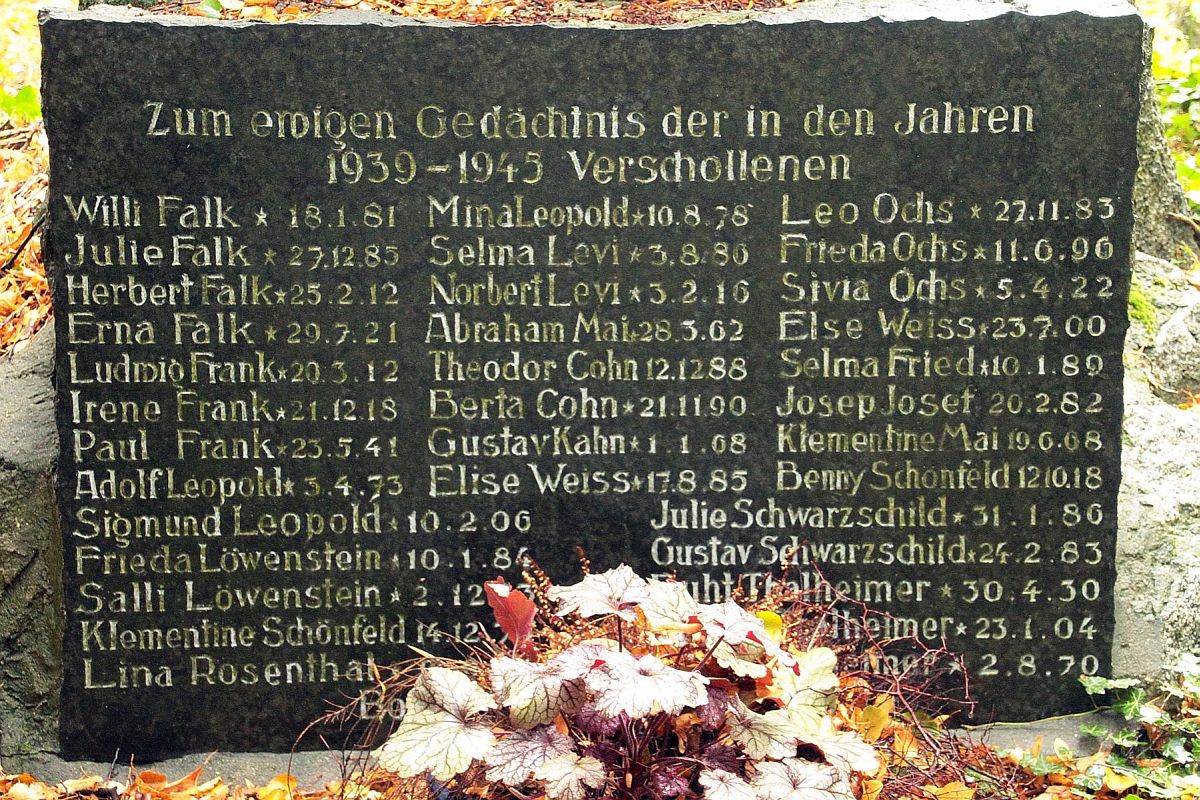 Zum ewigen Gedächtnis der in den Jahren
1939 - 1945 Verschollenen
Willi Falk * 18.1.81 Mina Leopold * 10.8.78 Leo Ochs * 27.11.83
Julie Falk * 27.12.85 Selma Levi * 3.8.86 Frieda Ochs * 11.6.96
Herbert Falk * 25.2.12 Norbert Levi * 3.2.16 Sivia Ochs * 5.4.22
Erna Falk * 29.7.21 Abraham Mai * 28.3.62 Else Weiss * 23.7.00
Ludwig Frank * 20.3.12 Theodor Cohn 12.12.88 Selma Fried * 10.1.89
Irene Frank * 21.12.18 Berta Cohn * 21.11.90 Josep Josef 20.2.82
Paul Frank * 23.5.41 Gustav Kahn * 1.1.68 Klementine Mai 19.6.68
Adolf Leopold * 3.4.73 Elise Weiss * 17.8.85 Benny Schönfeld 12.10.18
Sigmund Leopold * 10.2.06 Julie Schwarzschild * 31.1.86
Frieda Löwenstein * 10.1.84 Gustav Schwarzschild * 24.2.83
Salli Löwenstein * 2.12 Thalheimer * 30.4.30
Klementine Schönfeld 14.12 * 23.1.04
Lina Rosenthal * 2.8.70